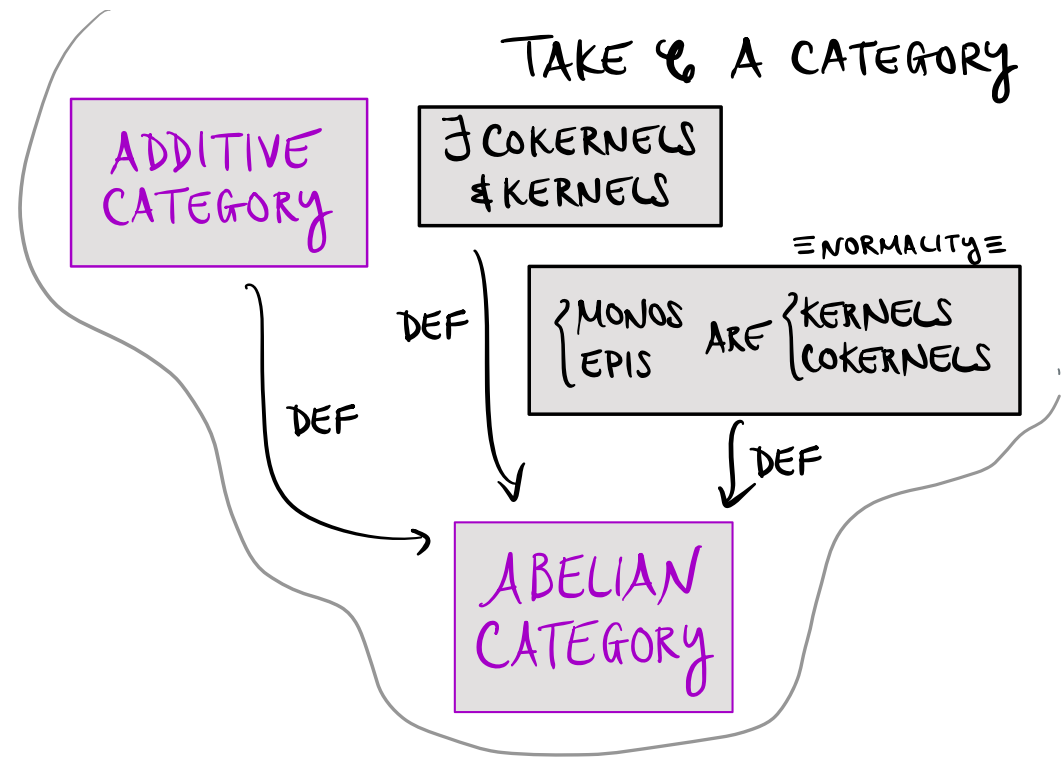 TAKE 𝒞 A CATEGORY
ADDITIVE
CATEGORY
∃ COKERNELS
& KERNELS
≡NORMALITY≡
{MONOS
EPIS
ARE
{KERNELS
COKERNELS
DEF
DEF
DEF
ABELIAN
CATEGORY